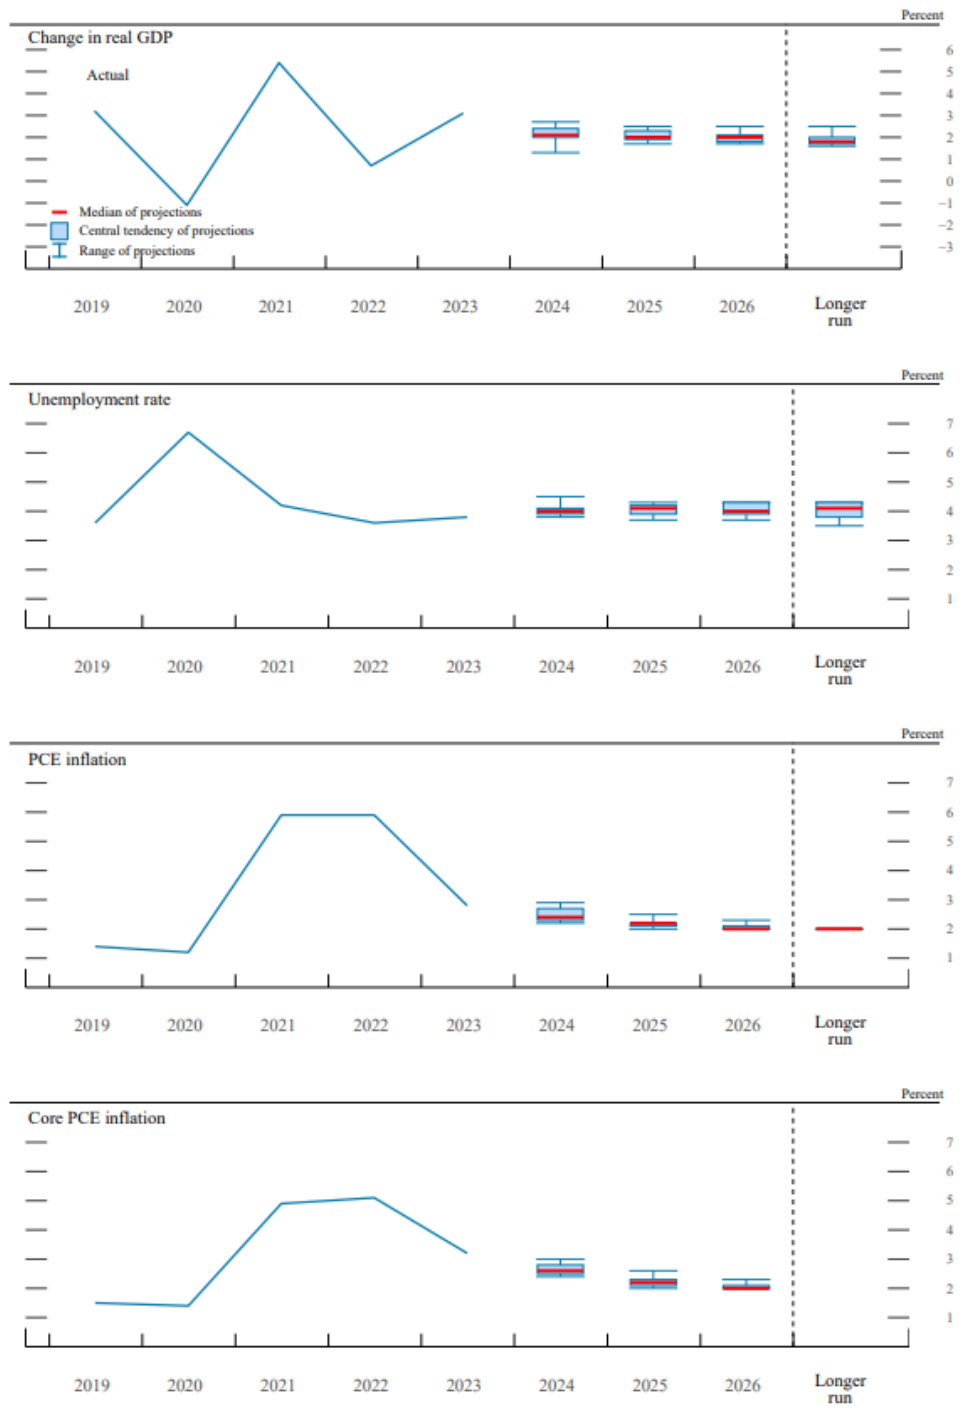 Percent
Change in real GDP
Actual
6
5
4
3
2
1
0
−1
−2
−3
Median of projections
Central tendency of projections
Range of projections
2019 2020 2021 2022 2023 2024 2025 2026 Longer
run
Percent
Unemployment rate
7
6
5
4
3
2
1
2019 2020 2021 2022 2023 2024 2025 2026 Longer
run
Percent
PCE inflation
7
6
5
4
3
2
1
2019 2020 2021 2022 2023 2024 2025 2026 Longer
run
Percent
Core PCE inflation
7
6
5
4
3
2
1
2019 2020 2021 2022 2023 2024 2025 2026 Longer
run